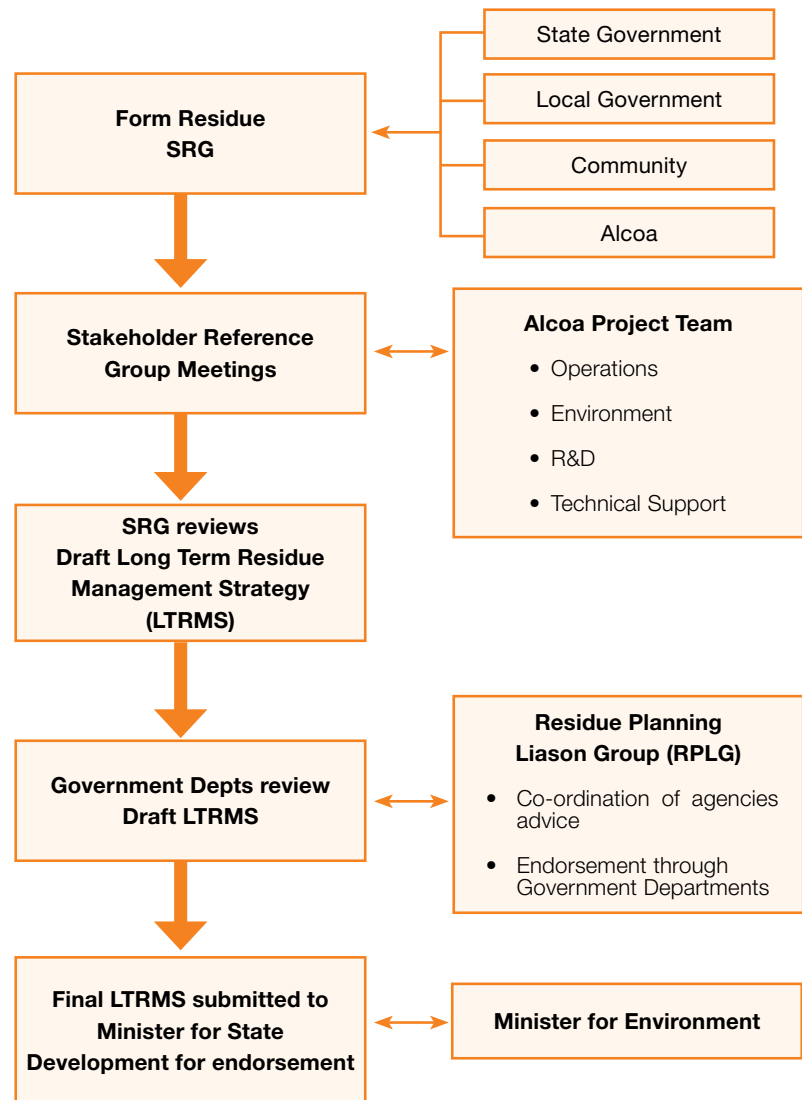 Form Residue
SRG
State Government
Local Government
Community
Alcoa
Stakeholder Reference
Group Meetings
Alcoa Project Team
• Operations
• Environment
• R&D
• Technical Support
SRG reviews
Draft Long Term Residue
Management Strategy
(LTRMS)
Government Depts review
Draft LTRMS
Residue Planning
Liason Group (RPLG)
• Co-ordination of agencies
advice
• Endorsement through
Government Departments
Final LTRMS submitted to
Minister for State
Development for endorsement
Minister for Environment